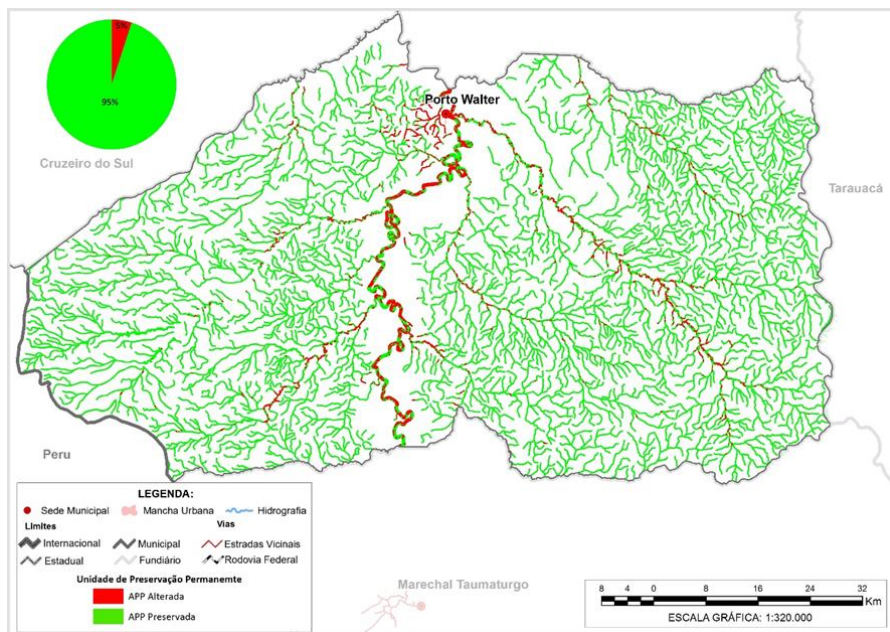 5%
95%
Porto Walter
Cruzeiro do Sul
Tarauacá
Peru
LEGENDA:
Sede Municipal Mancha Urbana Hidrografia
Limites Vias
Internacional Municipal Estradas Vicinais
Estadual Fundiário Rodovia Federal
Unidade de Preservação Permanemte
APP Alterada
APP Preservada
Marechal Taumaturgo
8 4 0 8 16 24 32
Km
ESCALA GRÁFICA: 1:320.000